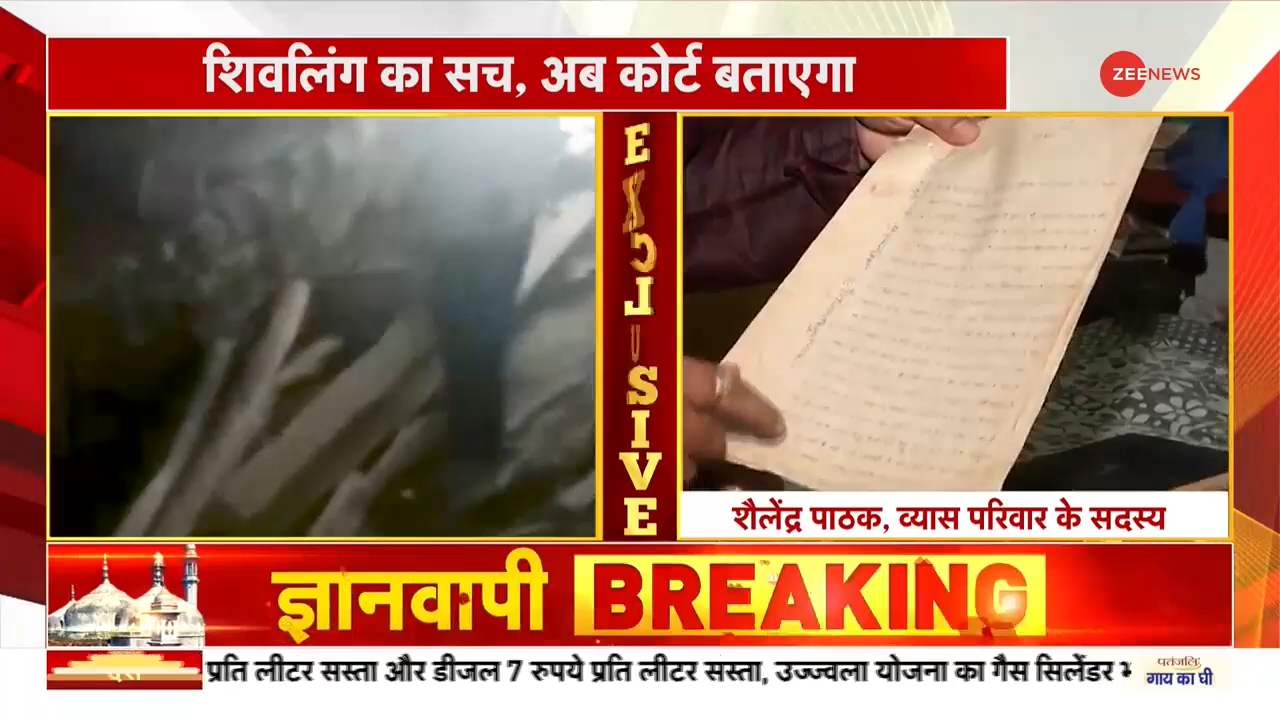 शिवलिंग का सच, अब कोर्ट बताएगा
ZEENEWS
EXCLUSIVE
शैलेंद्र पाठक, व्यास परिवार के सदस्य
ज्ञानवापी BREAKING
प्रति लीटर सस्ता और डीजल 7 रुपये प्रति लीटर सस्ता, उज्ज्वला योजना का गैस सिलेंडर
पतंजलि
गाय का घी